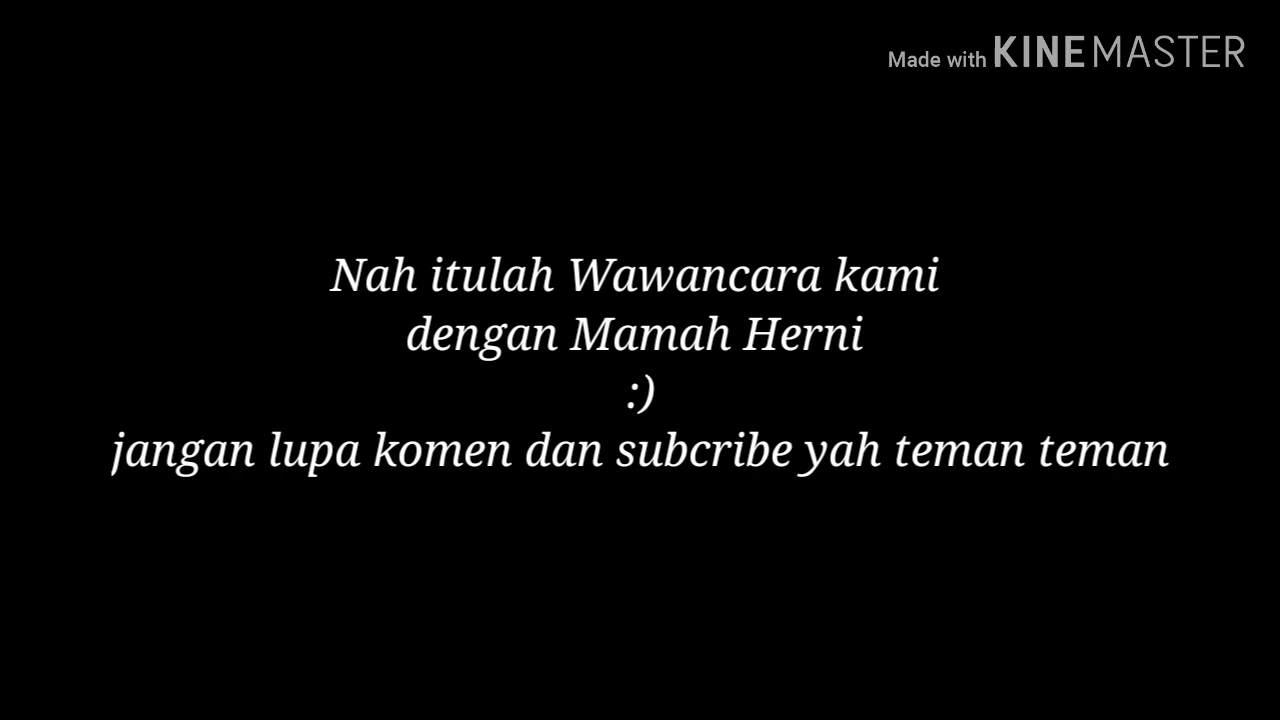 Made with KINEMASTER
Nah itulah Wawancara kami
dengan Mamah Herni
:)
jangan lupa komen dan subcribe yah teman teman